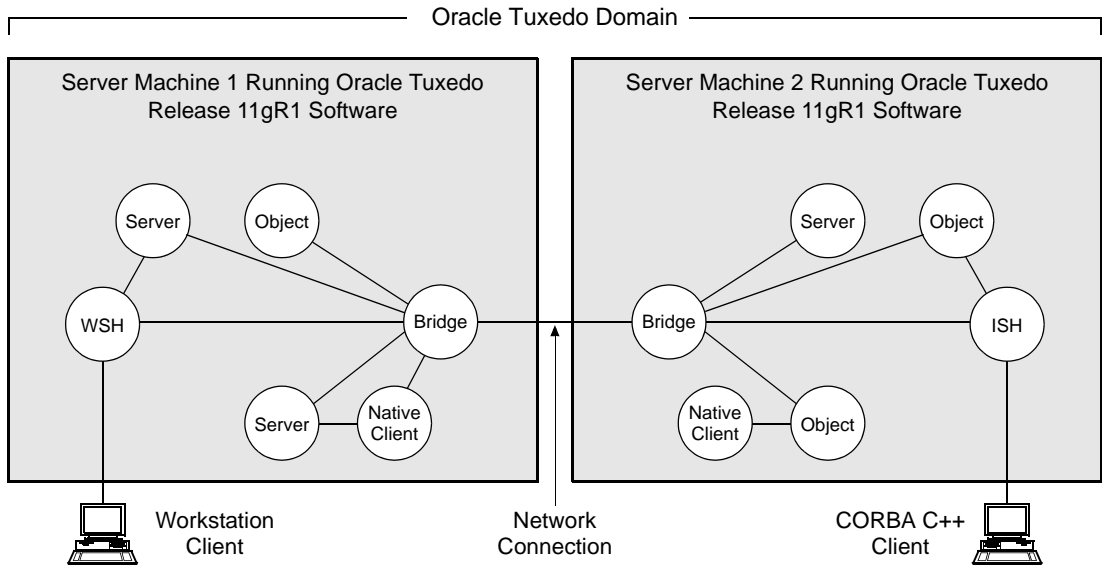 Oracle Tuxedo Domain
Server Machine 1 Running Oracle Tuxedo
Release 11gR1 Software
Server Machine 2 Running Oracle Tuxedo
Release 11gR1 Software
Server
Object
Server
Object
WSH
Bridge
Bridge
ISH
Server
Native
Client
Native
Client
Object
Workstation
Client
Network
Connection
CORBA C++
Client